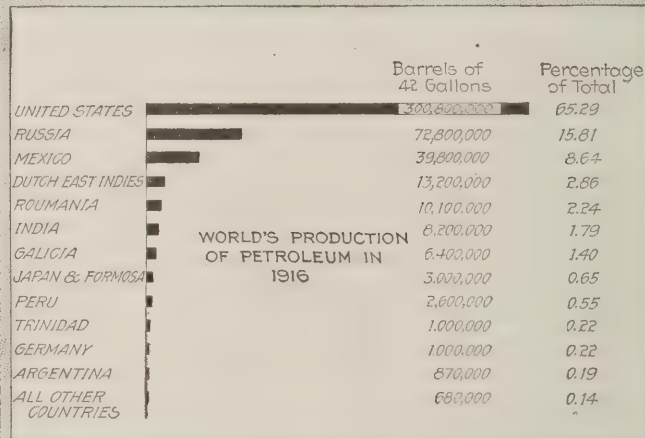 Barrels of Percentage
42 Gallons of Total
UNITED STATES 300,800,000 65.29
RUSSIA 72,800,000 15.81
MEXICO 39,800,000 8.64
DUTCH EAST INDIES 13,200,000 2.86
ROUMANIA 10,100,000 2.24
INDIA 8,200,000 1.79
GALICIA 6,400,000 1.40
JAPAN & FORMOSA 3,000,000 0.65
PERU 2,600,000 0.55
TRINIDAD 1,000,000 0.22
GERMANY 1,000,000 0.22
ARGENTINA 870,000 0.19
ALL OTHER 680,000 0.14
COUNTRIES
WORLD'S PRODUCTION
OF PETROLEUM IN
1916